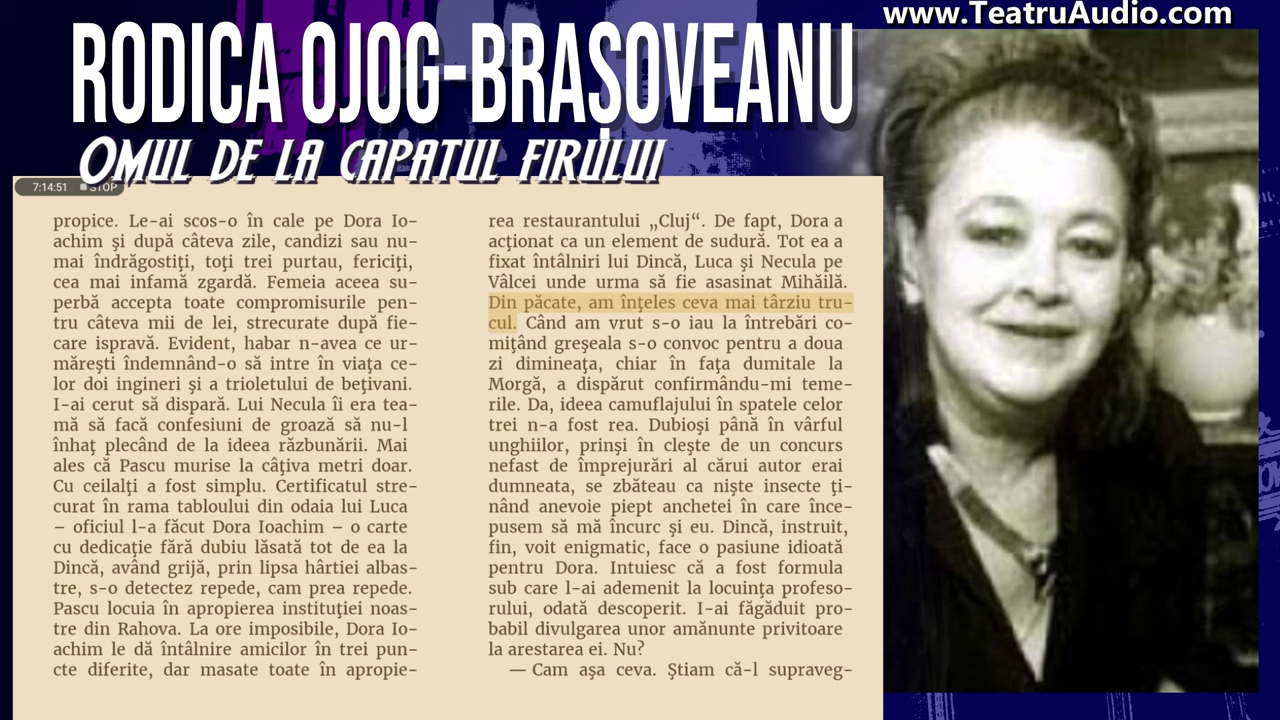 www.TeatruAudio.com
RODICA OJOG-BRAȘOVEANU
OMUL DE LA CAPATUL FIRULUI
7:14:51 STOP
propice. Le-ai scos-o în cale pe Dora Io-
achim şi după câteva zile, candizi sau nu-
mai îndrăgostiţi, toţi trei purtau, fericiţi,
cea mai infamă zgardă. Femeia aceea su-
perbă accepta toate compromisurile pen-
tru câteva mii de lei, strecurate după fie-
care ispravă. Evident, habar n-avea ce ur-
măreşti îndemnând-o să intre în viaţa ce-
lor doi ingineri şi a trioletului de beţivani.
I-ai cerut să dispară. Lui Necula îi era tea-
mă să facă confesiuni de groază să nu-l
înhaţ plecând de la ideea răzbunării. Mai
ales că Pascu murise la câţiva metri doar.
Cu ceilalţi a fost simplu. Certificatul stre-
curat în rama tabloului din odaia lui Luca
– oficiul l-a făcut Dora Ioachim – o carte
cu dedicaţie fără dubiu lăsată tot de ea la
Dincă, având grijă, prin lipsa hârtiei albas-
tre, s-o detectez repede, cam prea repede.
Pascu locuia în apropierea instituţiei noas-
tre din Rahova. La ore imposibile, Dora Io-
achim le dă întâlnire amicilor în trei pun-
cte diferite, dar masate toate în apropie-
rea restaurantului „Cluj“. De fapt, Dora a
acţionat ca un element de sudură. Tot ea a
fixat întâlniri lui Dincă, Luca şi Necula pe
Vâlcei unde urma să fie asasinat Mihăilă.
Din păcate, am înţeles ceva mai târziu tru-
cul. Când am vrut s-o iau la întrebări co-
miţând greşeala s-o convoc pentru a doua
zi dimineaţa, chiar în faţa dumitale la
Morgă, a dispărut confirmându-mi teme-
rile. Da, ideea camuflajului în spatele celor
trei n-a fost rea. Dubioşi până în vârful
unghiilor, prinşi în cleşte de un concurs
nefast de împrejurări al cărui autor erai
dumneata, se zbăteau ca nişte insecte ţi-
nând anevoie piept anchetei în care înce-
pusem să mă încurc şi eu. Dincă, instruit,
fin, voit enigmatic, face o pasiune idioată
pentru Dora. Intuiesc că a fost formula
sub care l-ai ademenit la locuinţa profeso-
rului, odată descoperit. I-ai făgăduit pro-
babil divulgarea unor amănunte privitoare
la arestarea ei. Nu?
— Cam aşa ceva. Ştiam că-l supraveg-